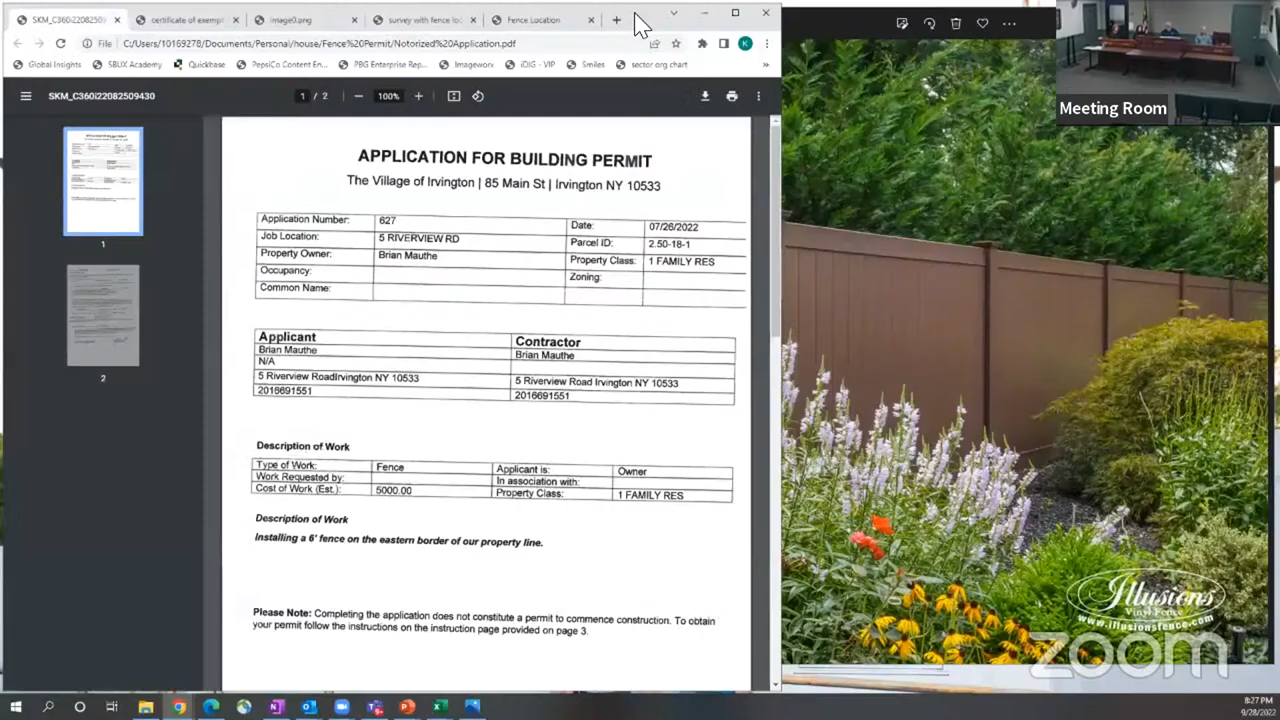 SKM_C360i2208250943
certificate of exempt
image0.png
survey with fence loc
Fence Location
File C:/Users/10169278/Documents/Personal/house/Fence%20Permit/Notorized%20Application.pdf
K
Global Insights SBUX Academy Quickbase PepsiCo Content En... PBG Enterprise Rep... Imageworx iDIG - VIP Smiles sector org chart
SKM_C360i22082509430
1 / 2
100%
Meeting Room
1
2
APPLICATION FOR BUILDING PERMIT
The Village of Irvington | 85 Main St | Irvington NY 10533
Application Number: 627 Date: 07/26/2022
Job Location: 5 RIVERVIEW RD Parcel ID: 2.50-18-1
Property Owner: Brian Mauthe Property Class: 1 FAMILY RES
Occupancy: Zoning:
Common Name:
Applicant Contractor
Brian Mauthe Brian Mauthe
N/A
5 Riverview RoadIrvington NY 10533 5 Riverview Road Irvington NY 10533
2016691551 2016691551
Description of Work
Type of Work: Fence Applicant is: Owner
Work Requested by: In association with:
Cost of Work (Est.): 5000.00 Property Class: 1 FAMILY RES
Description of Work
Installing a 6' fence on the eastern border of our property line.
Please Note: Completing the application does not constitute a permit to commence construction. To obtain
your permit follow the instructions on the instruction page provided on page 3.
Illusions
Vinyl Fence
www.illusionsfence.com
zoom
8:27 PM
9/28/2022